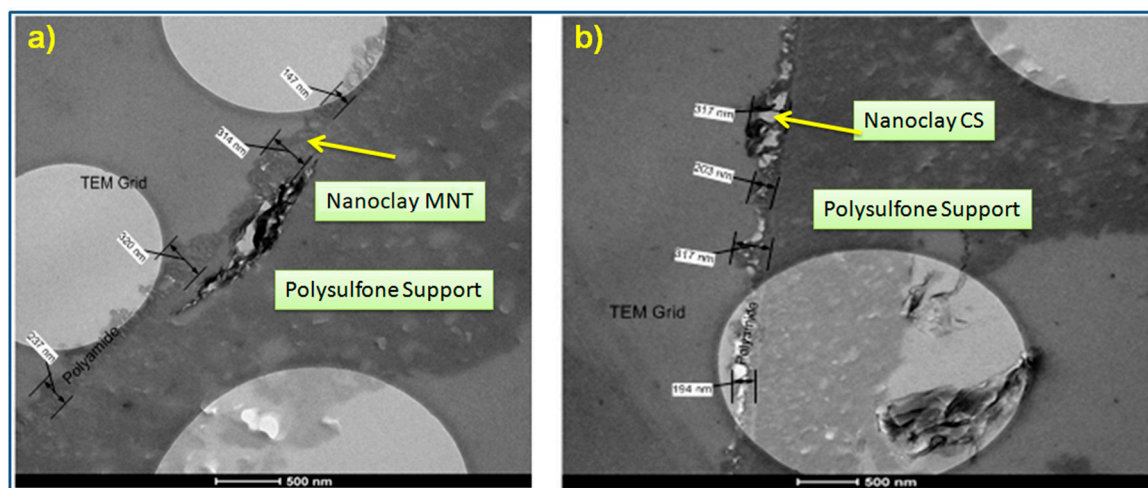 a)
147 nm
314 nm
TEM Grid
Nanoclay MNT
320 nm
Polysulfone Support
Polyamide
237 nm
500 nm
b)
317 nm
Nanoclay CS
203 nm
Polysulfone Support
317 nm
TEM Grid
Polyamide
194 nm
500 nm